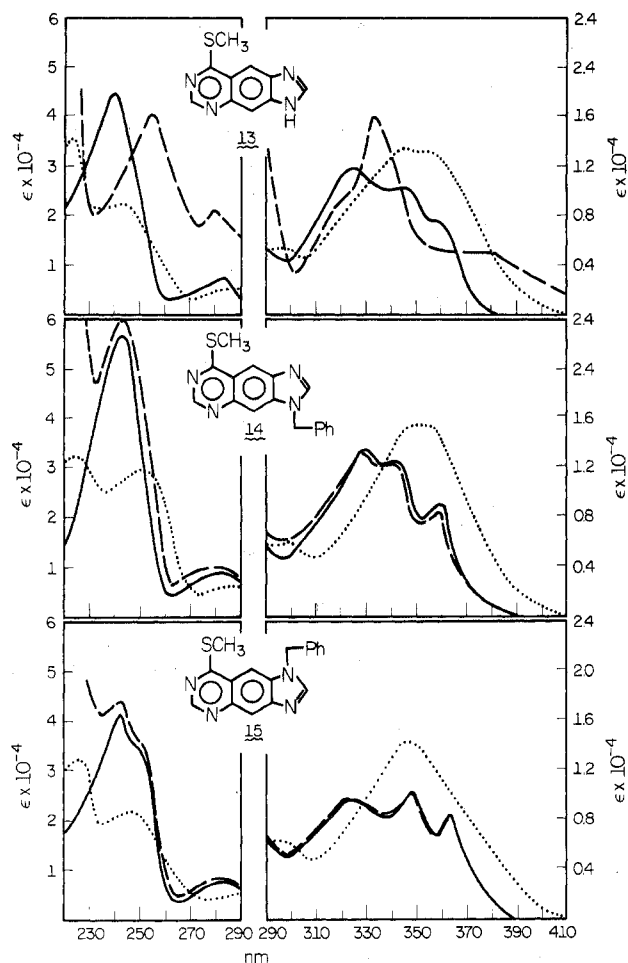 6 2.4
SCH3
5 N N 2.0
N N
H
4 13 1.6
ε x 10⁻⁴ ε x 10⁻⁴
3 1.2
2 0.8
1 0.4
6 2.4
SCH3
5 N N 2.0
N N
Ph
4 14 1.6
ε x 10⁻⁴ ε x 10⁻⁴
3 1.2
2 0.8
1 0.4
6 2.4
SCH3 Ph
5 N N 2.0
N N
4 15 1.6
ε x 10⁻⁴ ε x 10⁻⁴
3 1.2
2 0.8
1 0.4
230 250 270 290 290 310 330 350 370 390 410
nm